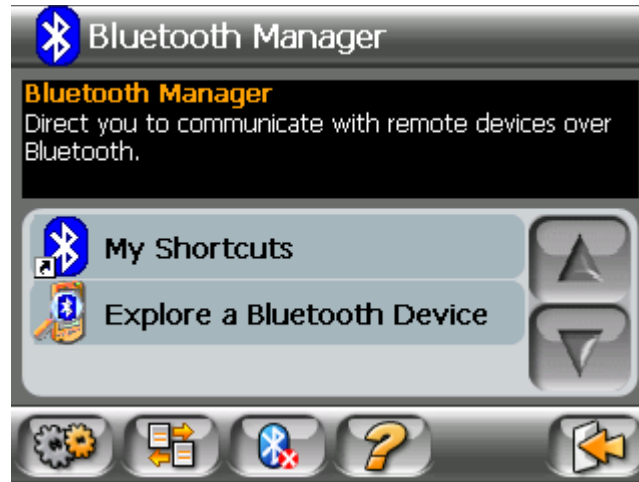 Bluetooth Manager
Bluetooth Manager
Direct you to communicate with remote devices over
Bluetooth.
My Shortcuts
Explore a Bluetooth Device